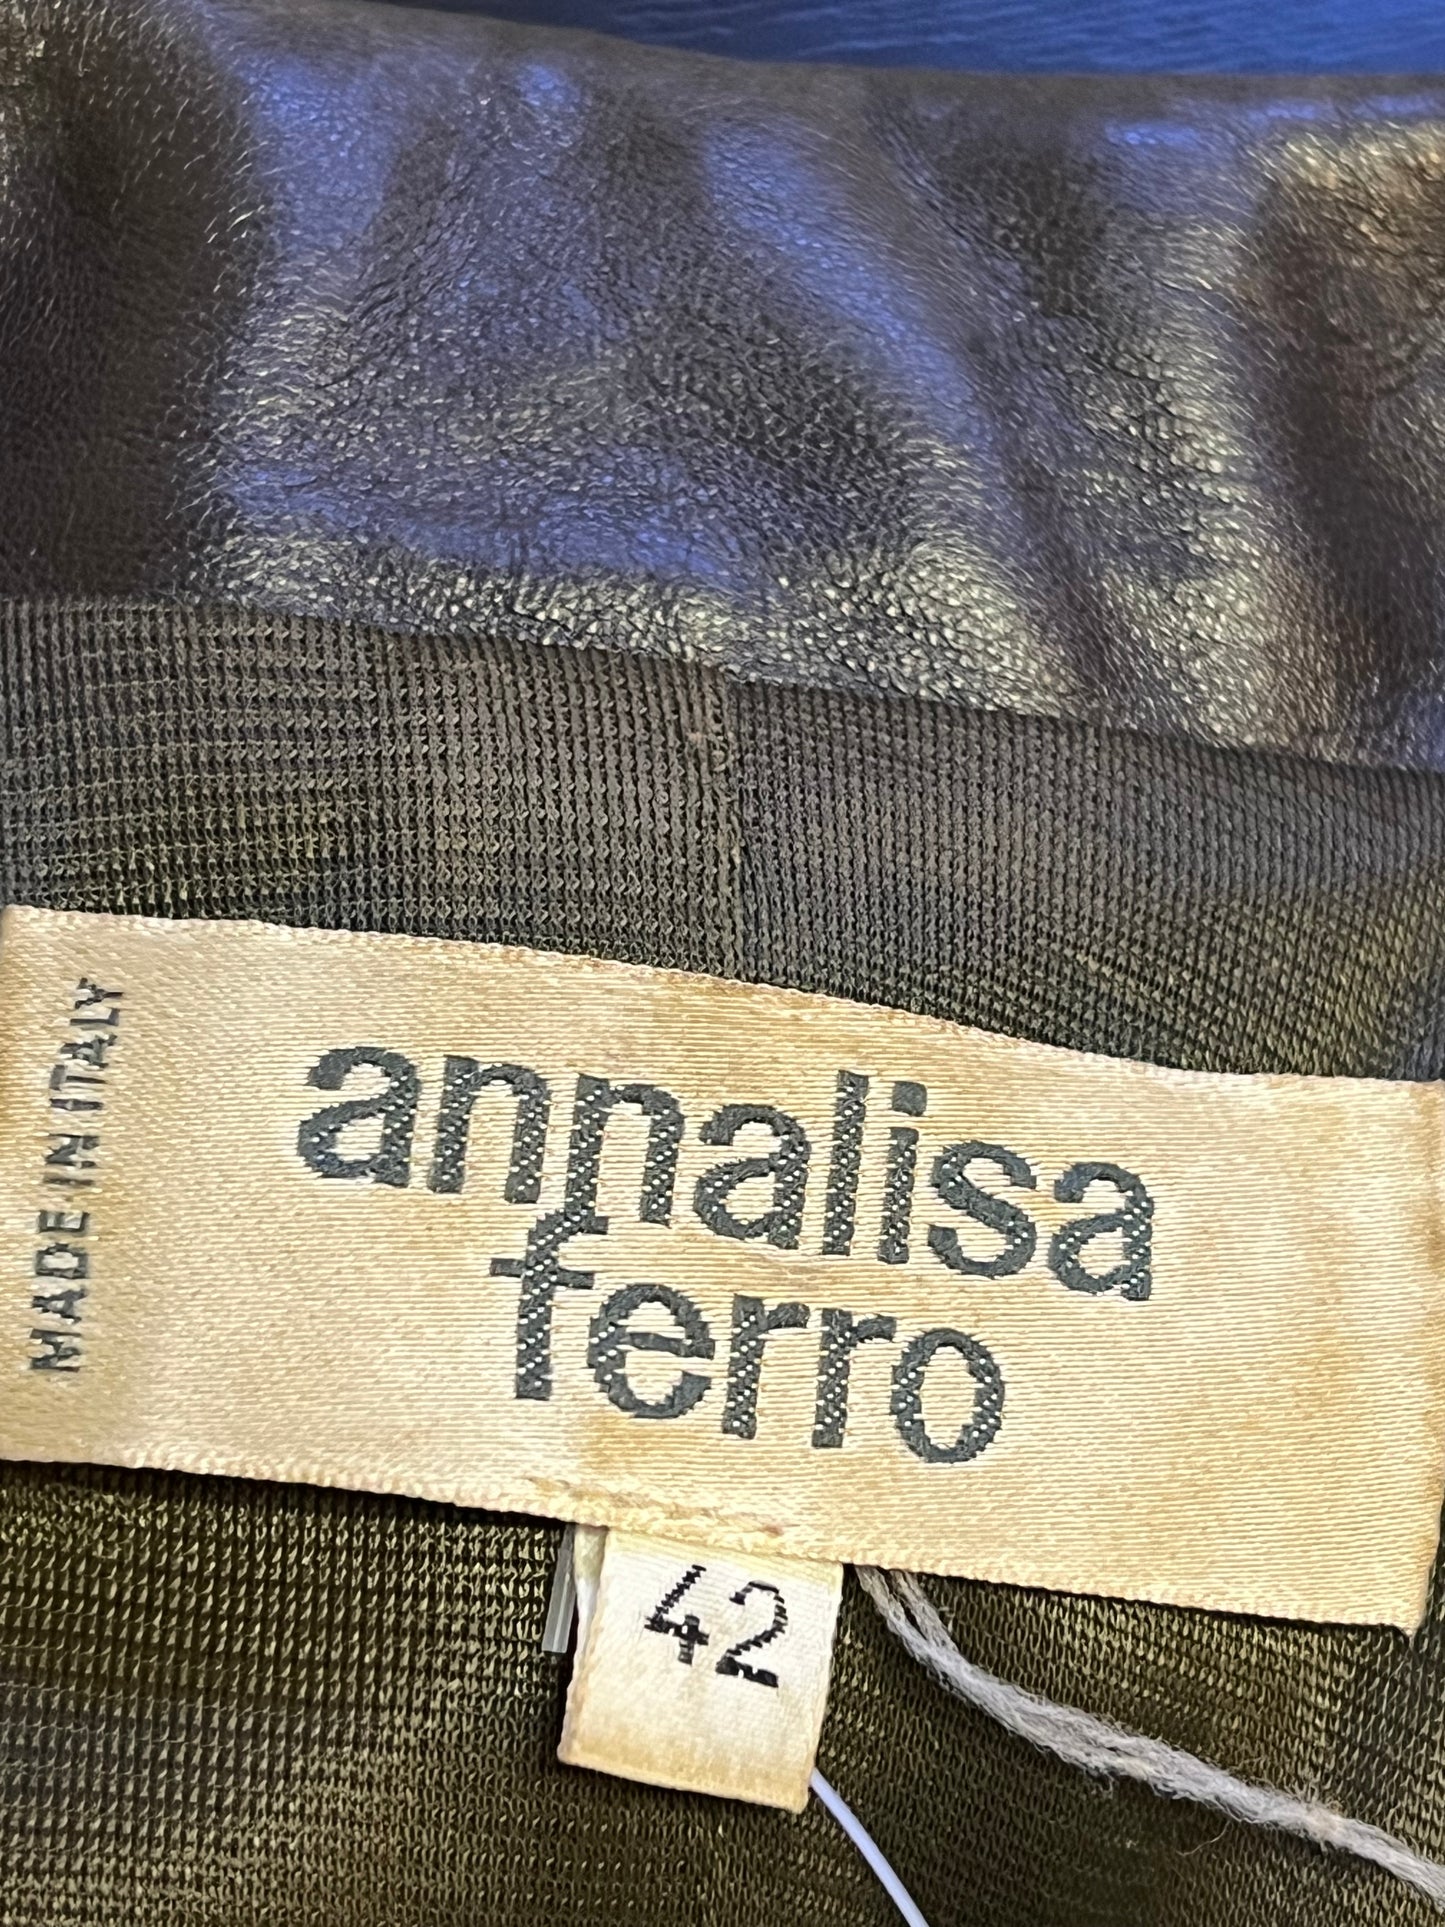 MADE IN ITALY
annalisa
ferro
42